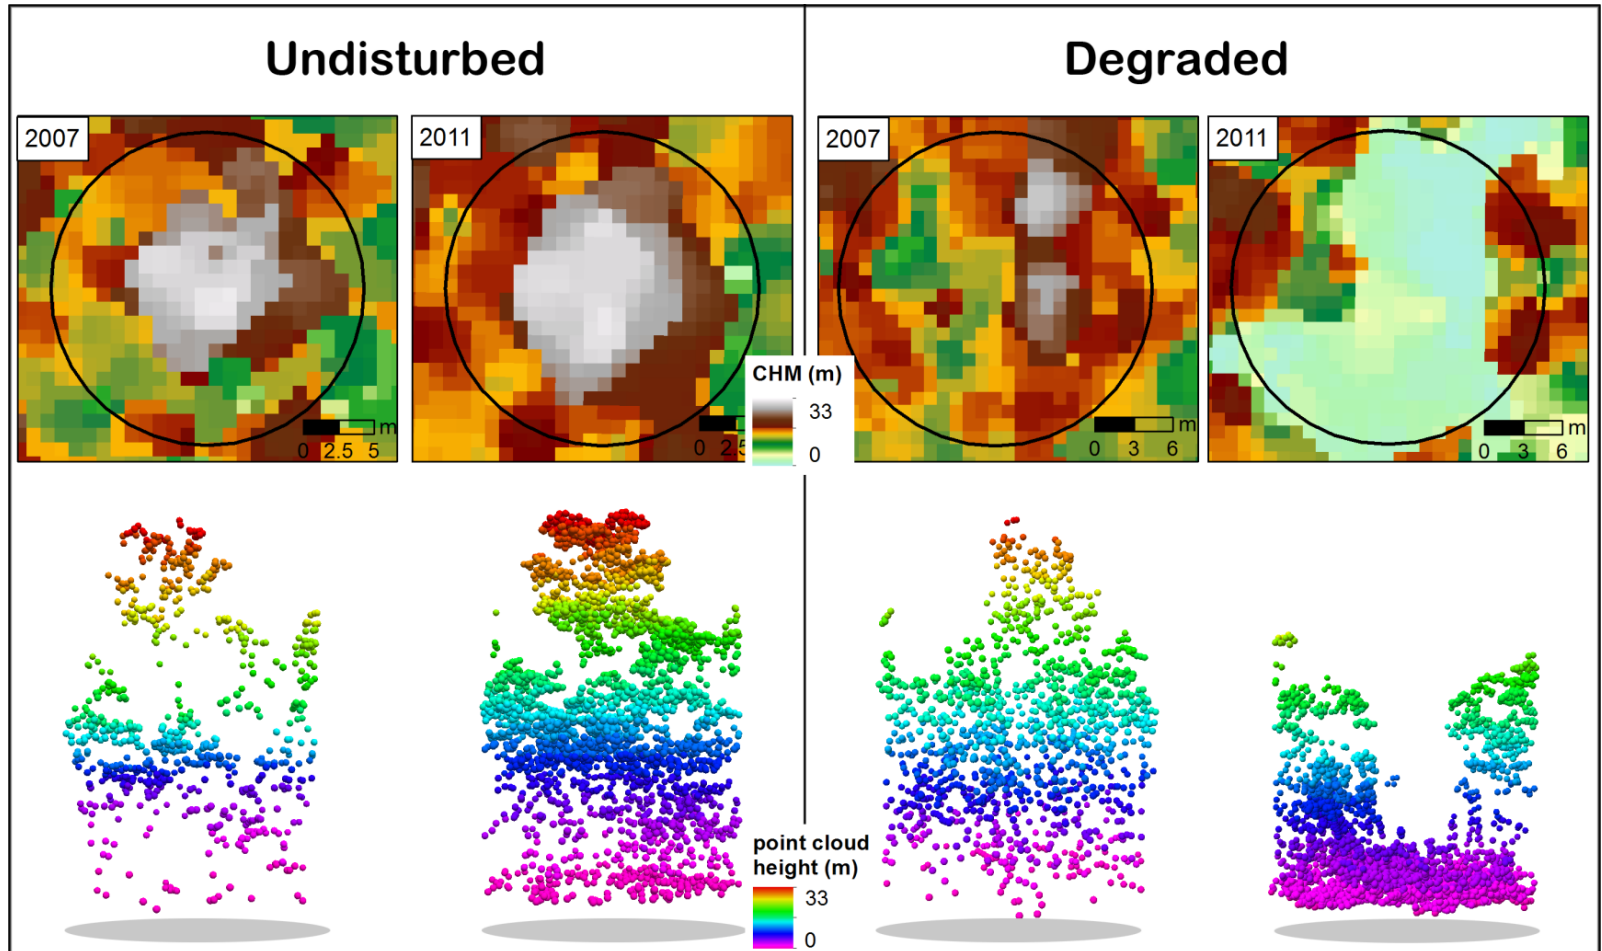 Undisturbed
Degraded
2007
2011
2007
2011
CHM (m)
33
0
m
0 2.5 5
0 2.5
m
0 3 6
m
0 3 6
point cloud
height (m)
33
0